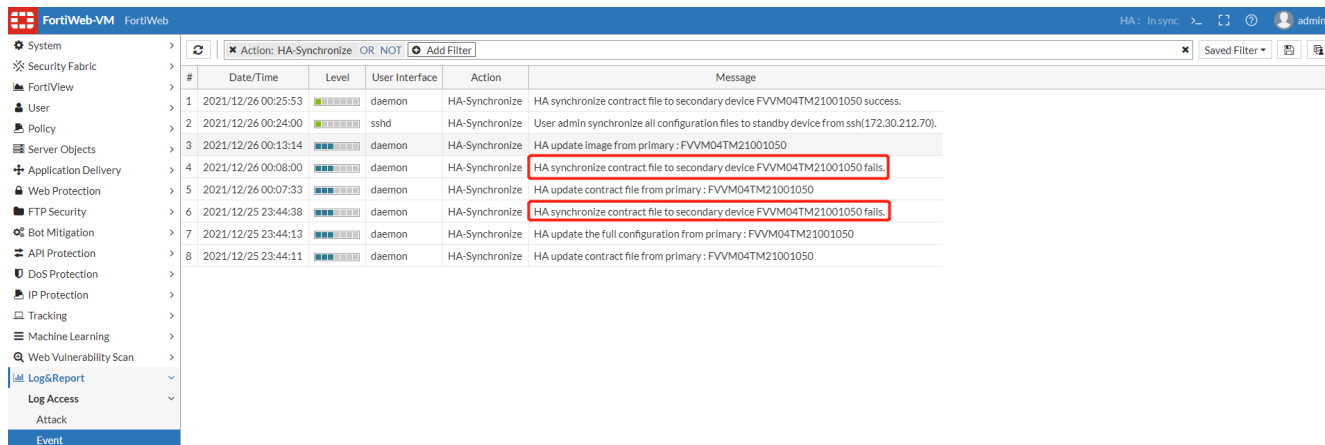 FortiWeb-VM FortiWeb HA: In sync >_ admin
System
Security Fabric
FortiView
User
Policy
Server Objects
Application Delivery
Web Protection
FTP Security
Bot Mitigation
API Protection
DoS Protection
IP Protection
Tracking
Machine Learning
Web Vulnerability Scan
Log&Report
Log Access
Attack
Event
Action: HA-Synchronize OR NOT Add Filter Saved Filter
# Date/Time Level User Interface Action Message
1 2021/12/26 00:25:53 daemon HA-Synchronize HA synchronize contract file to secondary device FVVM04TM21001050 success.
2 2021/12/26 00:24:00 sshd HA-Synchronize User admin synchronize all configuration files to standby device from ssh(172.30.212.70).
3 2021/12/26 00:13:14 daemon HA-Synchronize HA update image from primary : FVVM04TM21001050
4 2021/12/26 00:08:00 daemon HA-Synchronize HA synchronize contract file to secondary device FVVM04TM21001050 fails.
5 2021/12/26 00:07:33 daemon HA-Synchronize HA update contract file from primary : FVVM04TM21001050
6 2021/12/25 23:44:38 daemon HA-Synchronize HA synchronize contract file to secondary device FVVM04TM21001050 fails.
7 2021/12/25 23:44:13 daemon HA-Synchronize HA update the full configuration from primary : FVVM04TM21001050
8 2021/12/25 23:44:11 daemon HA-Synchronize HA update contract file from primary : FVVM04TM21001050